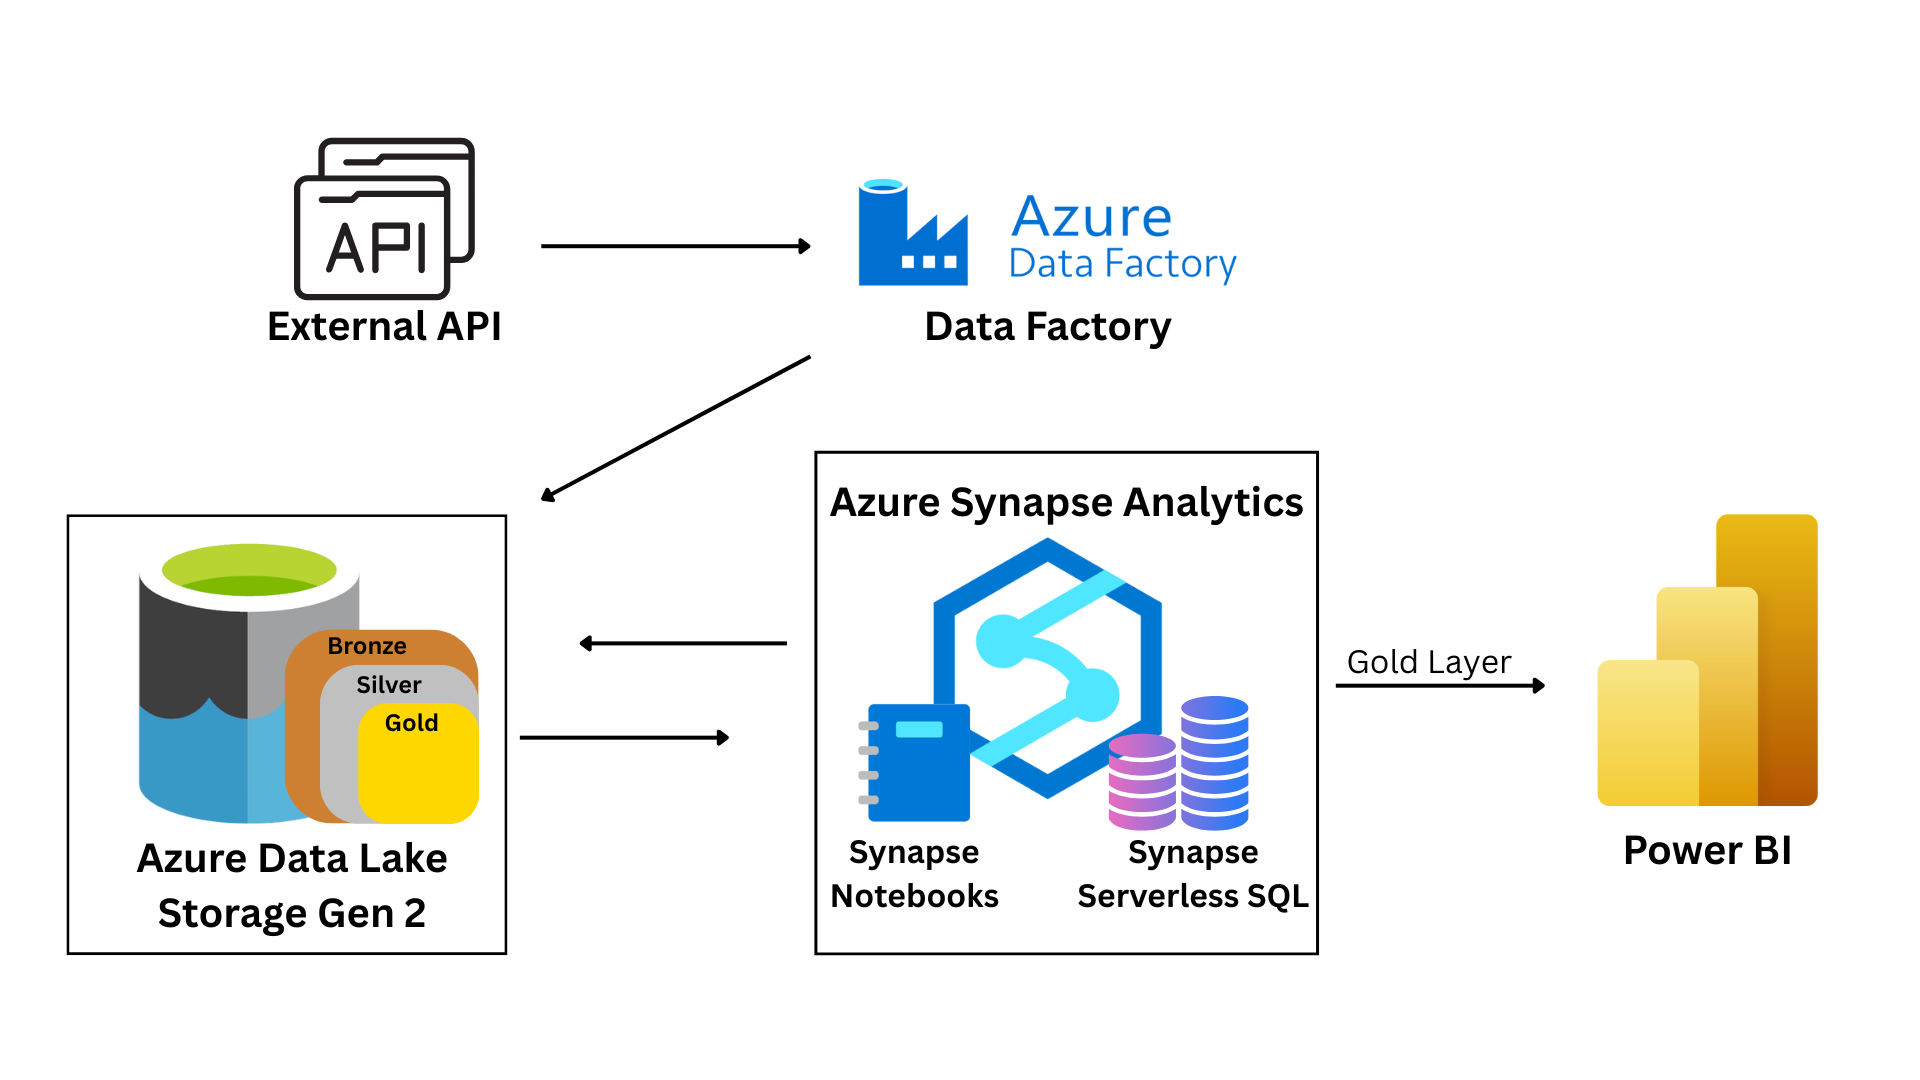 API
External API
Azure
Data Factory
Data Factory
Bronze
Silver
Gold
Azure Data Lake
Storage Gen 2
Azure Synapse Analytics
Synapse
Notebooks
Synapse
Serverless SQL
Gold Layer
Power BI